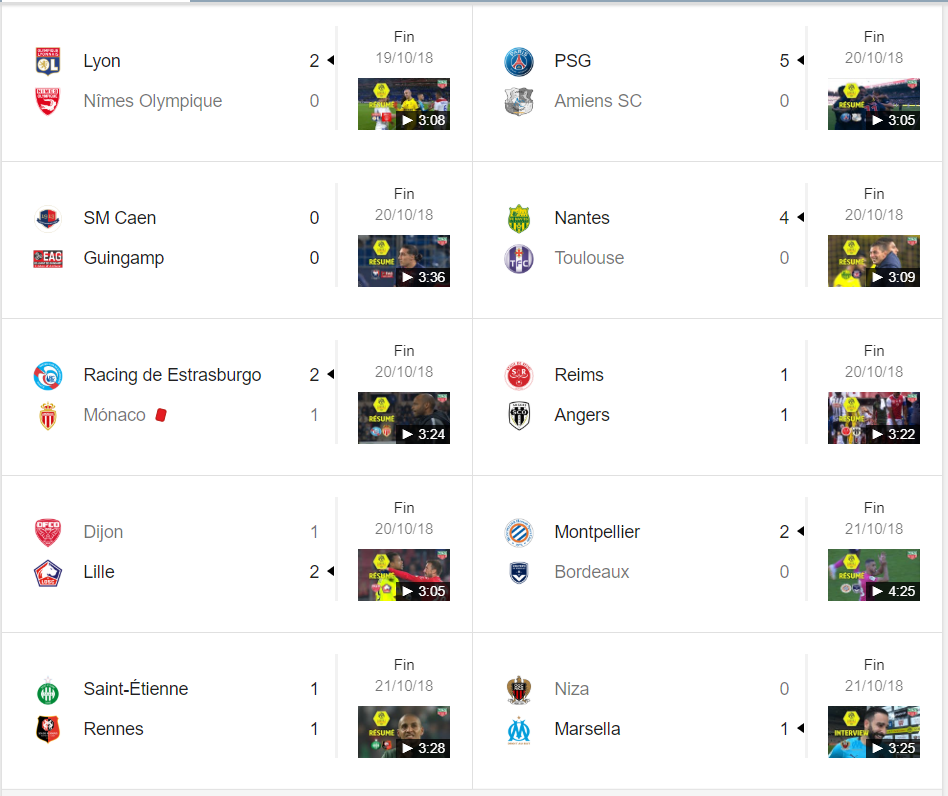 Fin
Lyon 2 19/10/18
Nîmes Olympique 0
RÉSUMÉ
3:08
Fin
PSG 5 20/10/18
Amiens SC 0
RÉSUMÉ
3:05
Fin
SM Caen 0 20/10/18
Guingamp 0
EAG
RÉSUMÉ
3:36
Fin
Nantes 4 20/10/18
Toulouse 0
TFC
RÉSUMÉ
3:09
Fin
Racing de Estrasburgo 2 20/10/18
Mónaco 1
RÉSUMÉ
3:24
Fin
Reims 1 20/10/18
Angers 1
SCO
RÉSUMÉ
3:22
Fin
Dijon 1 20/10/18
DFCO
Lille 2
LOSC
RÉSUMÉ
3:05
Fin
Montpellier 2 21/10/18
Bordeaux 0
RÉSUMÉ
4:25
Fin
Saint-Étienne 1 21/10/18
Rennes 1
RÉSUMÉ
3:28
Fin
Niza 0 21/10/18
Marsella 1
INTERVIEW
3:25